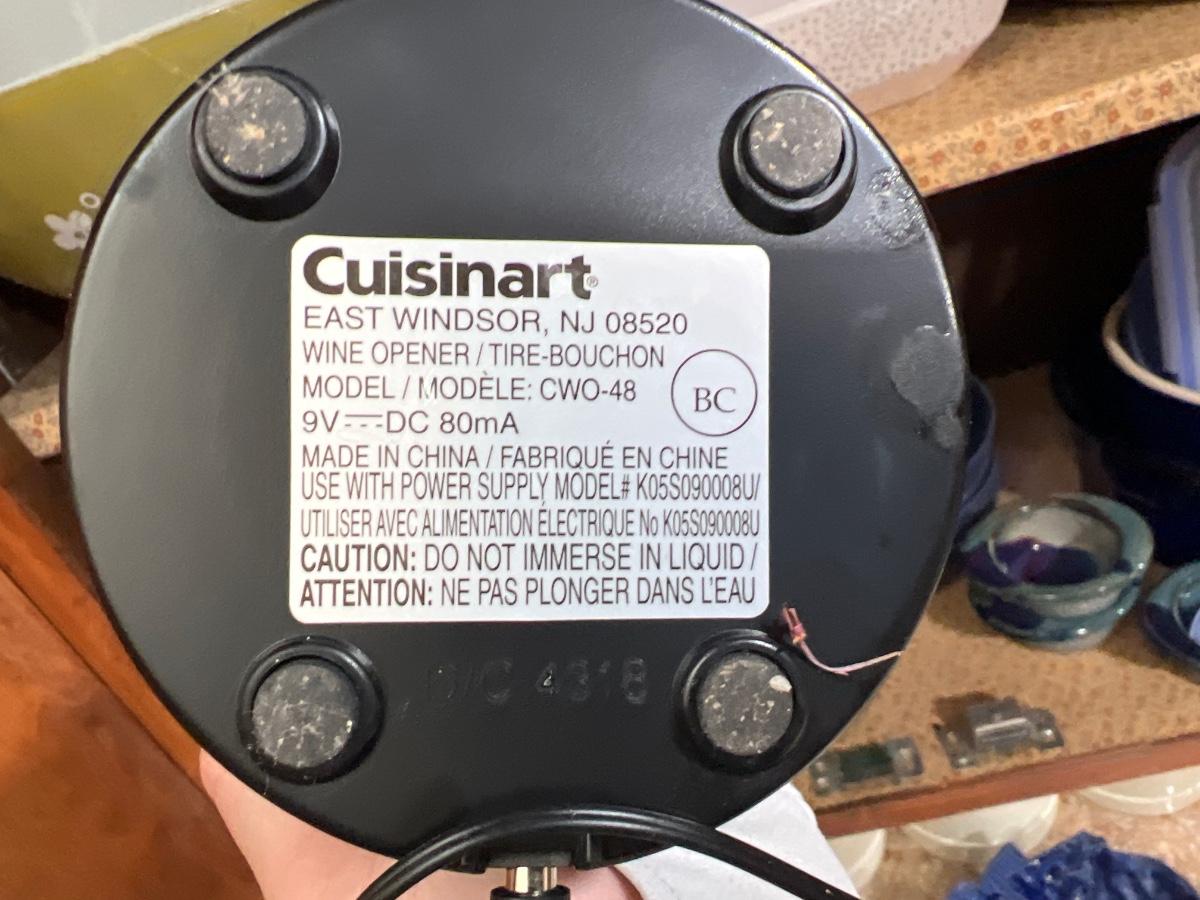 Cuisinart®
EAST WINDSOR, NJ 08520
WINE OPENER / TIRE-BOUCHON
MODEL / MODÈLE: CWO-48
BC
9V⎓DC 80mA
MADE IN CHINA / FABRIQUÉ EN CHINE
USE WITH POWER SUPPLY MODEL# K05S090008U/
UTILISER AVEC ALIMENTATION ÉLECTRIQUE No K05S090008U
CAUTION: DO NOT IMMERSE IN LIQUID /
ATTENTION: NE PAS PLONGER DANS L'EAU
D/C 4318